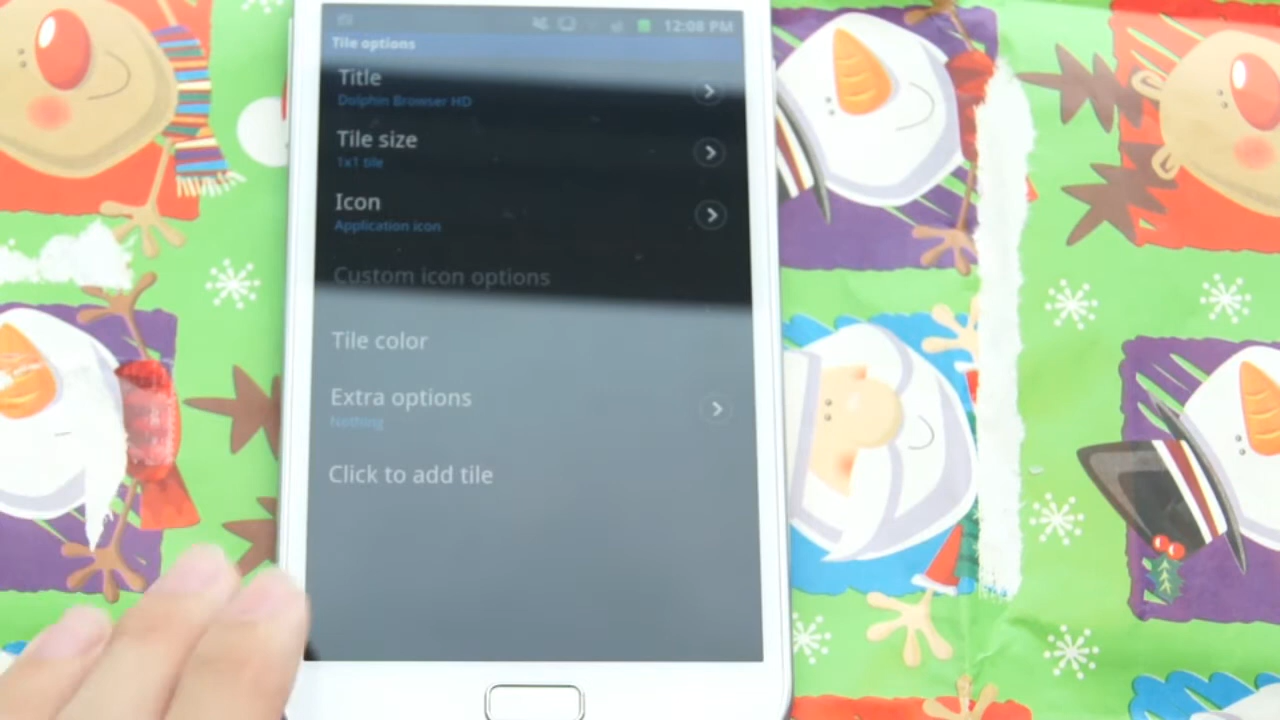 12:08 PM
Tile options
Title
Dolphin Browser HD
Tile size
1x1 tile
Icon
Application icon
Custom icon options
Tile color
Extra options
Nothing
Click to add tile